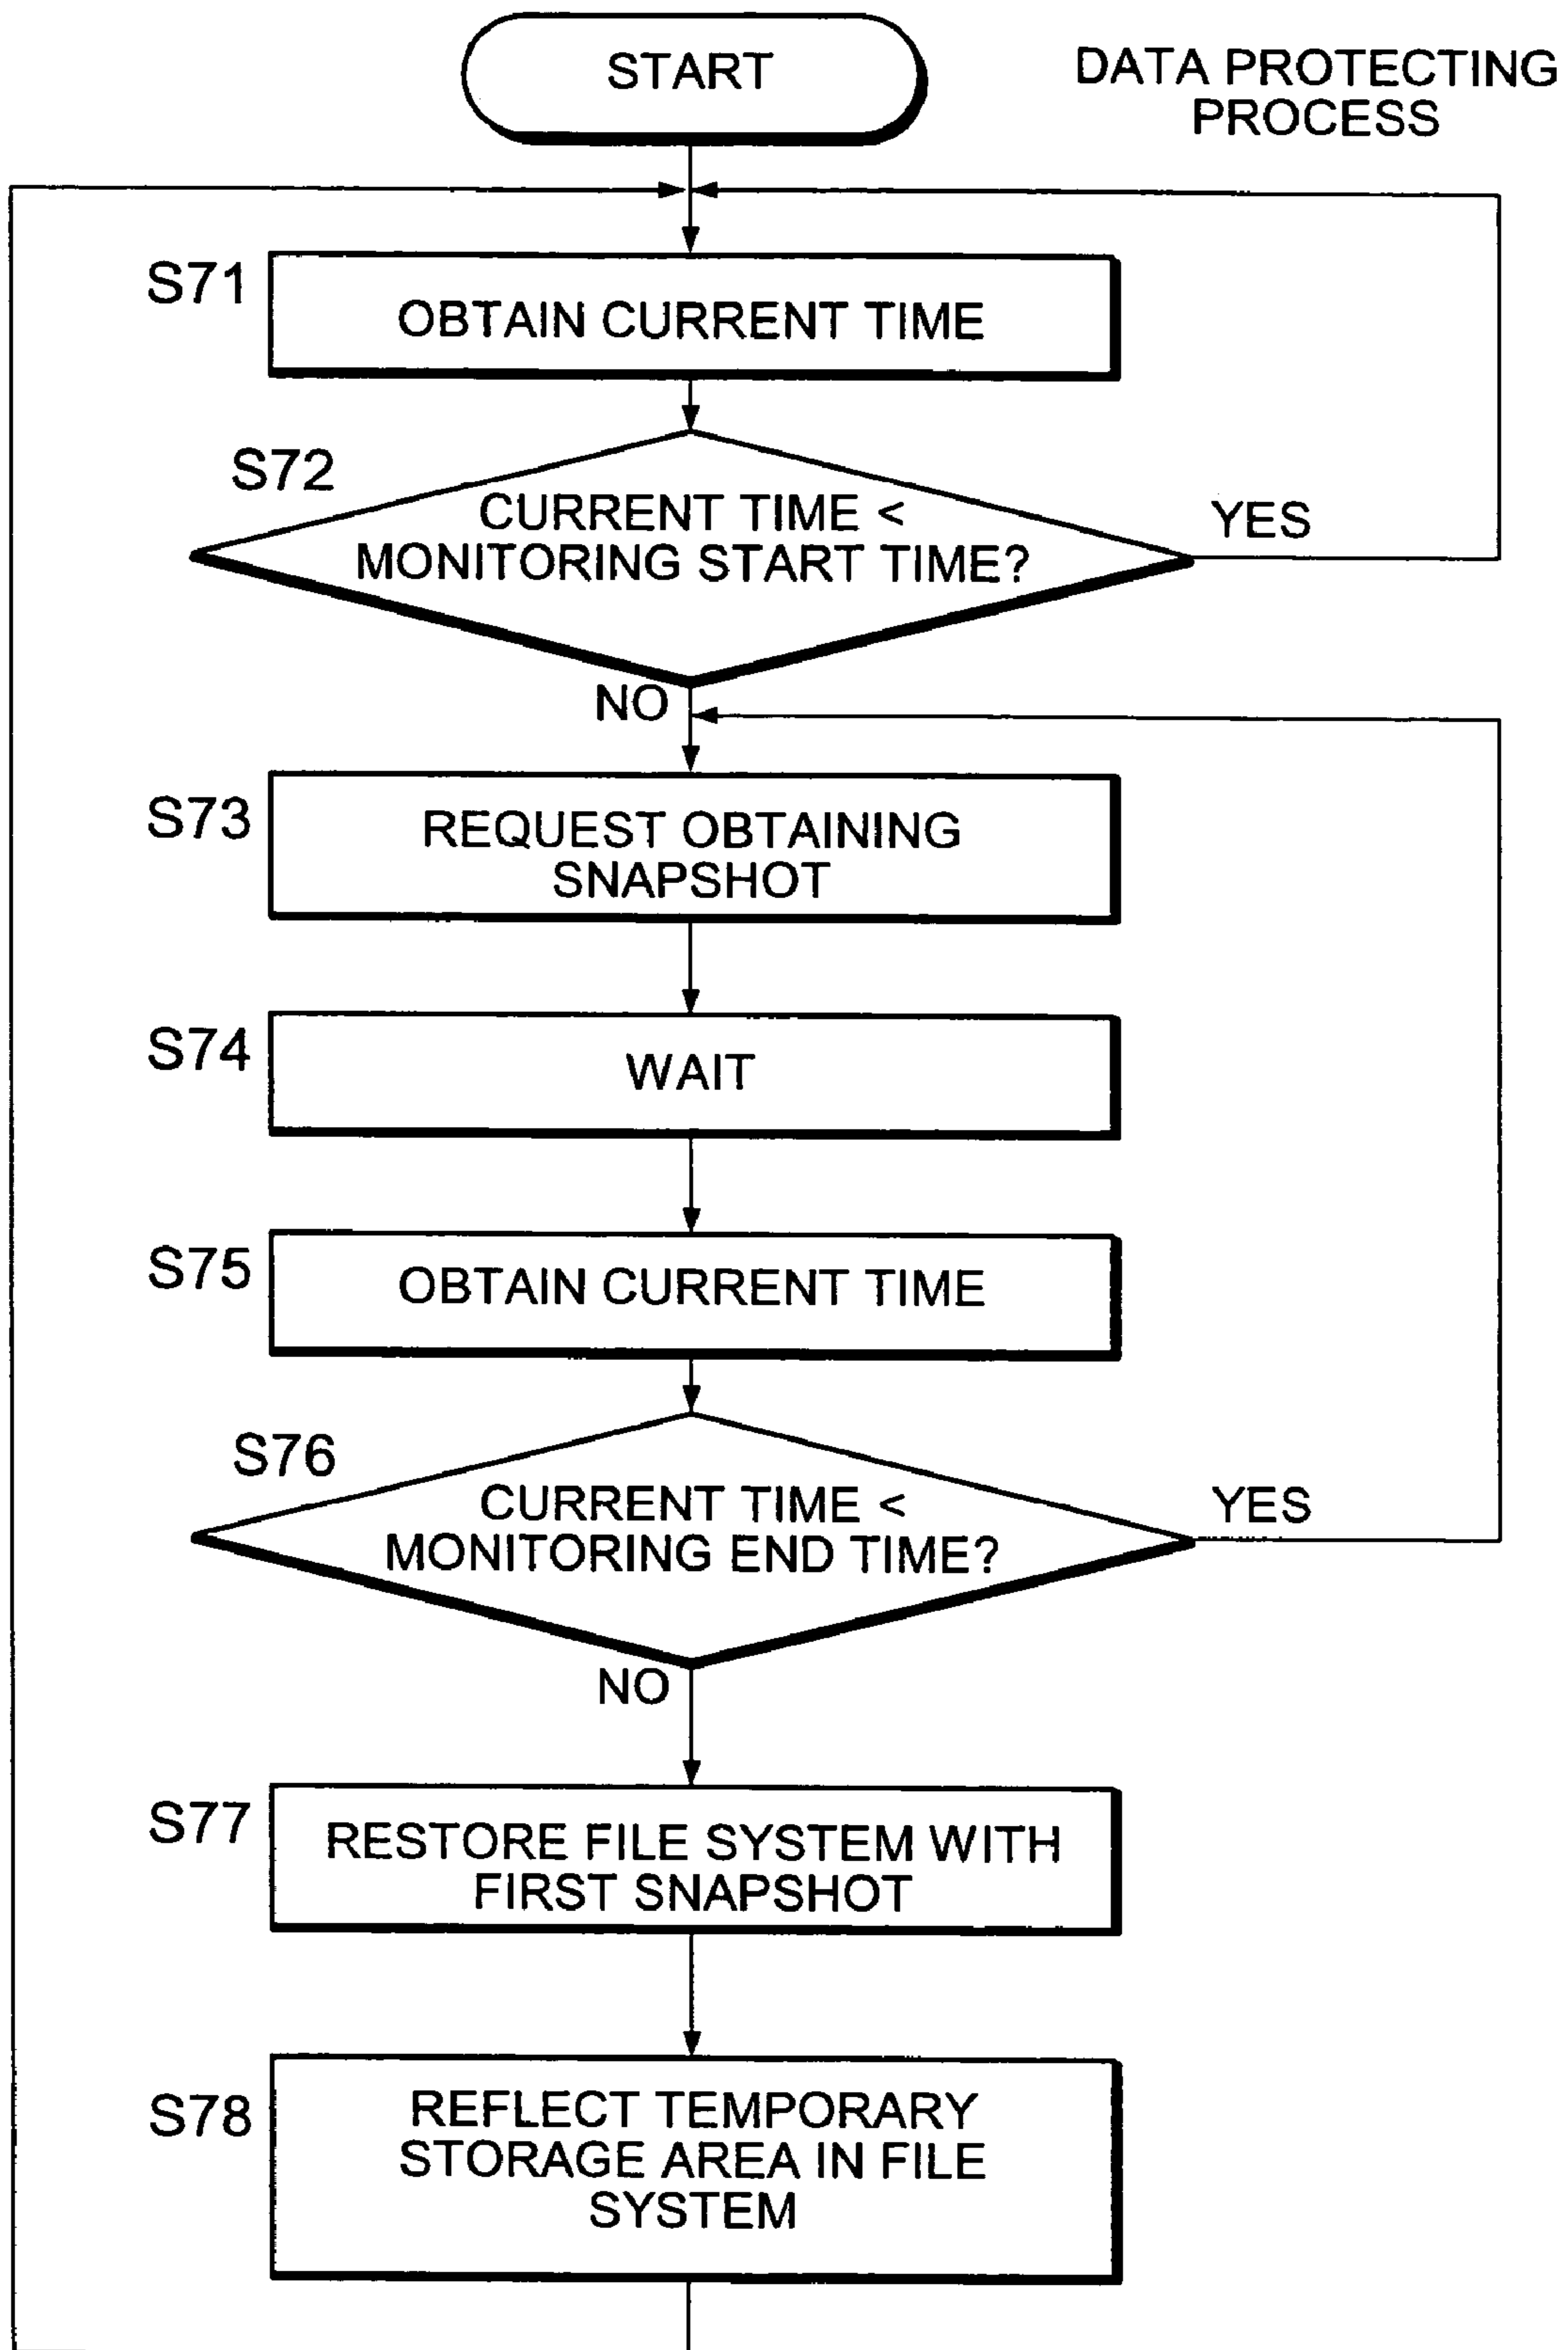 START
DATA PROTECTING
PROCESS
S71
OBTAIN CURRENT TIME
S72
CURRENT TIME <
MONITORING START TIME?
YES
NO
S73
REQUEST OBTAINING
SNAPSHOT
S74
WAIT
S75
OBTAIN CURRENT TIME
S76
CURRENT TIME <
MONITORING END TIME?
YES
NO
S77
RESTORE FILE SYSTEM WITH
FIRST SNAPSHOT
S78
REFLECT TEMPORARY
STORAGE AREA IN FILE
SYSTEM